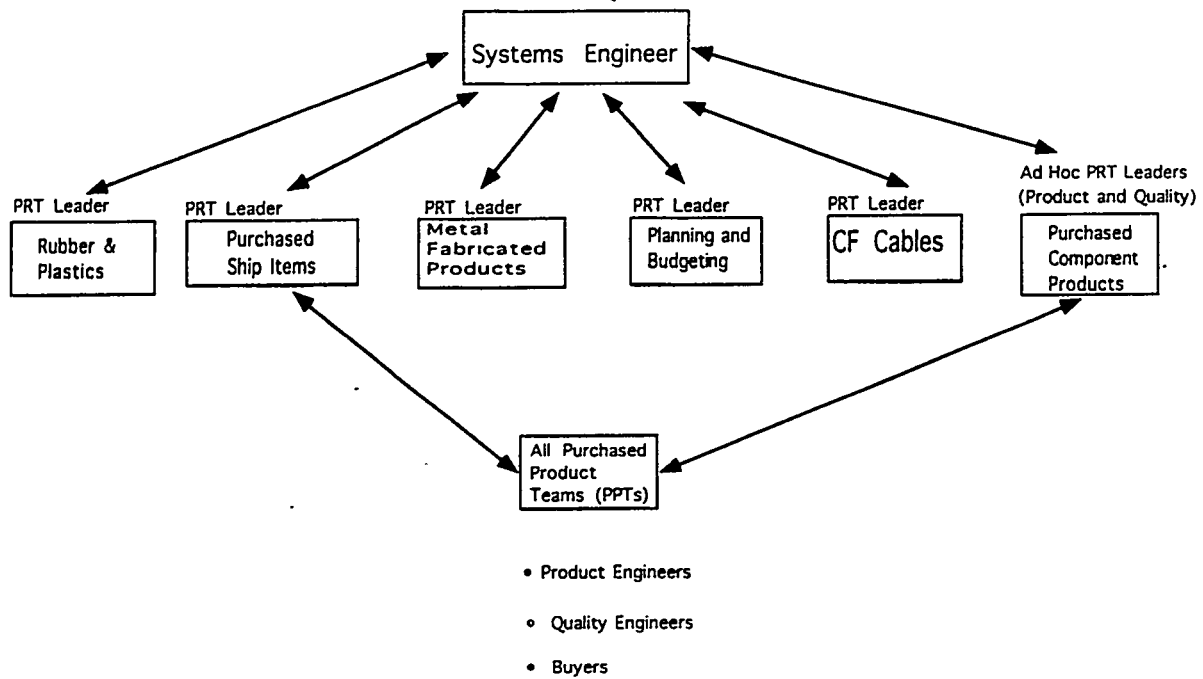 Systems Engineer
PRT Leader
Rubber &
Plastics
PRT Leader
Purchased
Ship Items
PRT Leader
Metal
Fabricated
Products
PRT Leader
Planning and
Budgeting
PRT Leader
CF Cables
Ad Hoc PRT Leaders
(Product and Quality)
Purchased
Component
Products
All Purchased
Product
Teams (PPTs)
• Product Engineers
• Quality Engineers
• Buyers